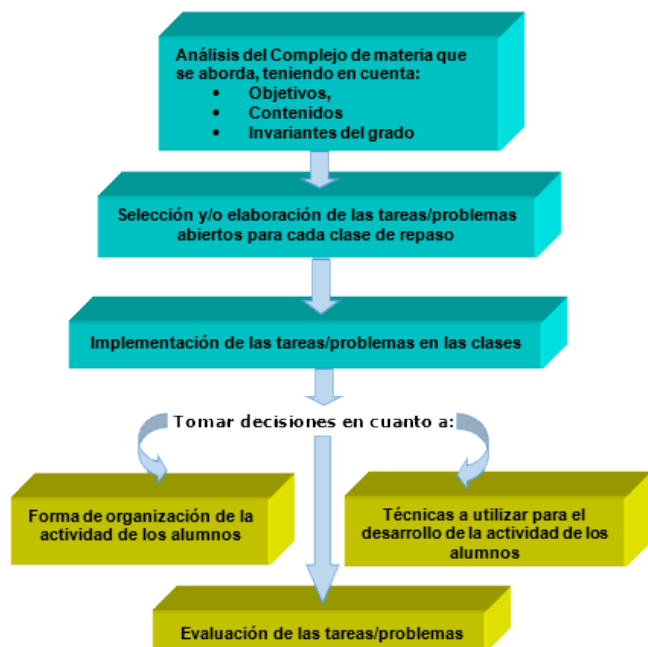 Análisis del Complejo de materia que
se aborda, teniendo en cuenta:
• Objetivos,
• Contenidos
• Invariantes del grado
Selección y/o elaboración de las tareas/problemas
abiertos para cada clase de repaso
Implementación de las tareas/problemas en las clases
Tomar decisiones en cuanto a:
Forma de organización de la
actividad de los alumnos
Técnicas a utilizar para el
desarrollo de la actividad de los
alumnos
Evaluación de las tareas/problemas